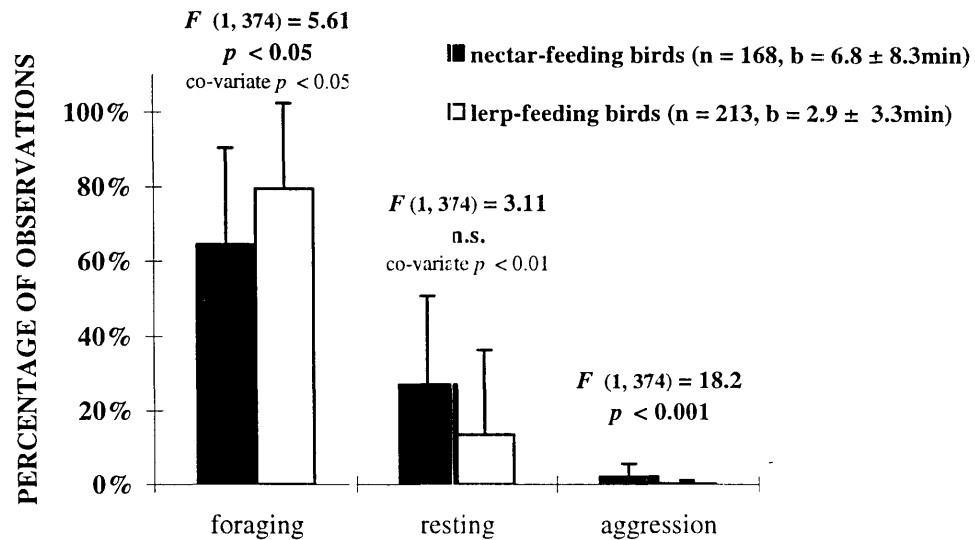 F (1, 374) = 5.61
p < 0.05
co-variate p < 0.05
nectar-feeding birds (n = 168, b = 6.8 ± 8.3min)
lerp-feeding birds (n = 213, b = 2.9 ± 3.3min)
PERCENTAGE OF OBSERVATIONS
100%
80%
60%
40%
20%
0%
F (1, 374) = 3.11
n.s.
co-variate p < 0.01
F (1, 374) = 18.2
p < 0.001
foraging resting aggression